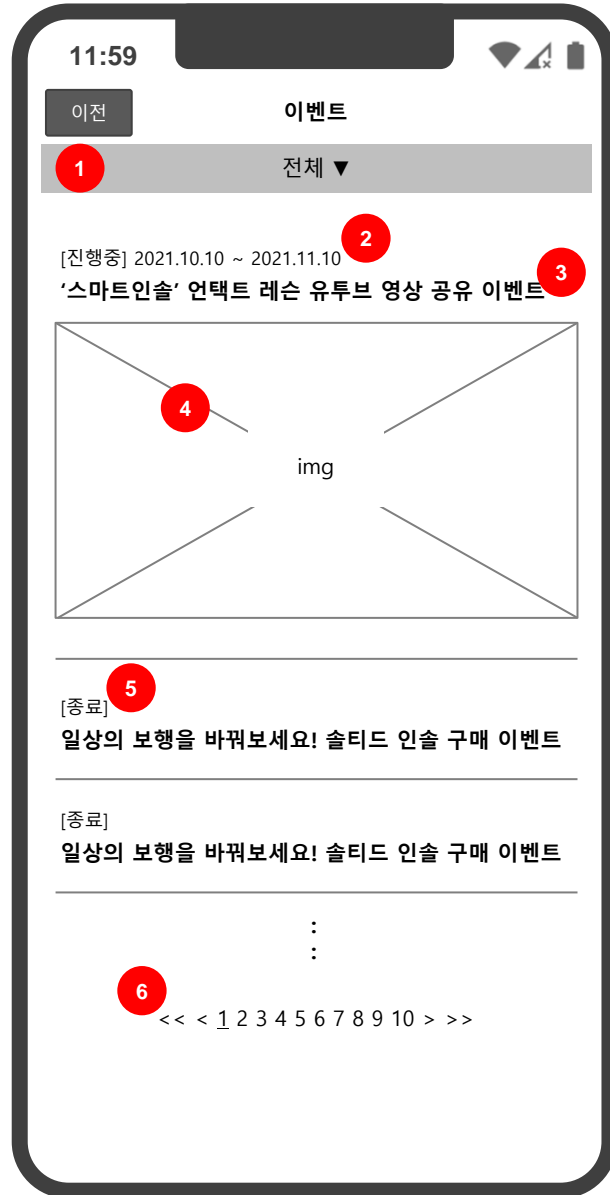 11:59
이전
이벤트
1
전체 ▼
2
[진행중] 2021.10.10 ~ 2021.11.10
3
‘스마트인솔’ 언택트 레슨 유투브 영상 공유 이벤트
4
img
5
[종료]
일상의 보행을 바꿔보세요! 솔티드 인솔 구매 이벤트
[종료]
일상의 보행을 바꿔보세요! 솔티드 인솔 구매 이벤트
:
:
6
<< < 1 2 3 4 5 6 7 8 9 10 > >>